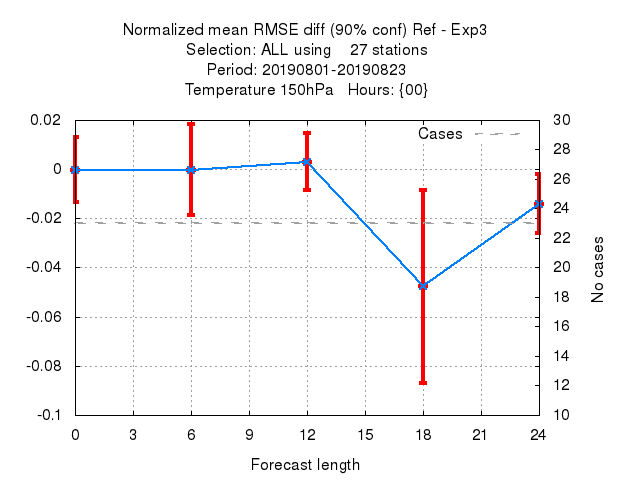 Normalized mean RMSE diff (90% conf) Ref - Exp3
Selection: ALL using    27 stations
Period: 20190801-20190823
Temperature 150hPa   Hours: {00}
Cases
0.02
0
-0.02
-0.04
-0.06
-0.08
-0.1
30
28
26
24
22
20
18
16
14
12
10
No cases
0 3 6 9 12 15 18 21 24
Forecast length